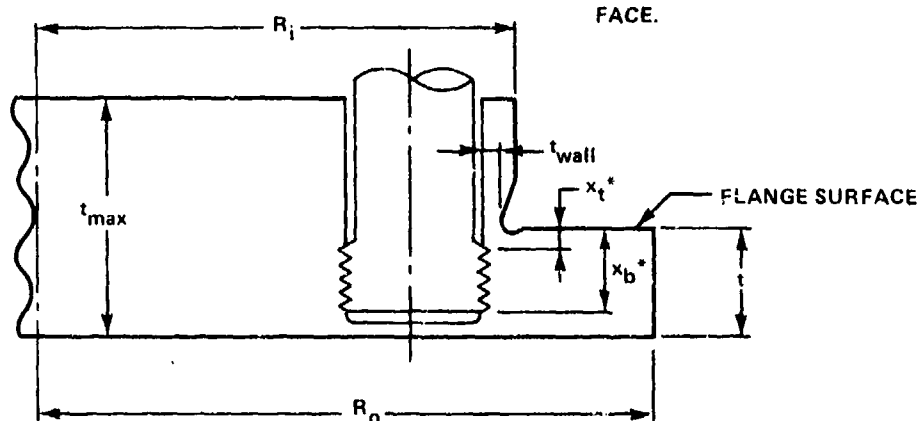 FACE.
R_i
t_wall
x_t*
FLANGE SURFACE
t_max
x_b*
t
R_o